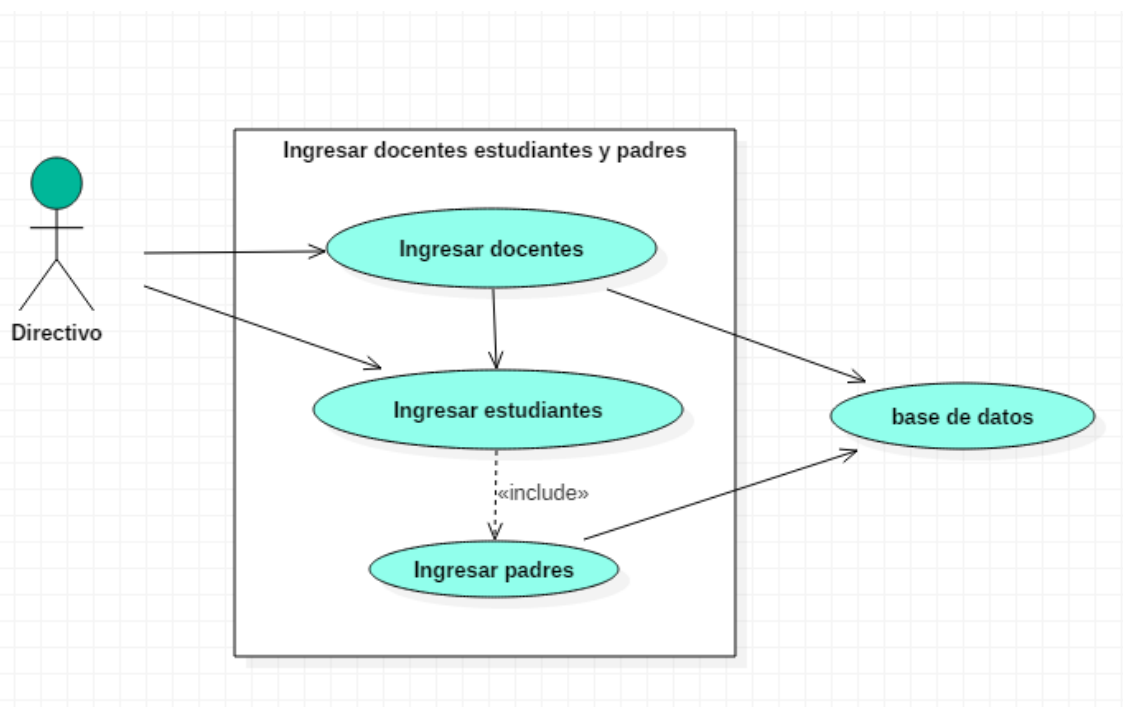 Ingresar docentes estudiantes y padres
Ingresar docentes
Directivo
Ingresar estudiantes
base de datos
«include»
Ingresar padres